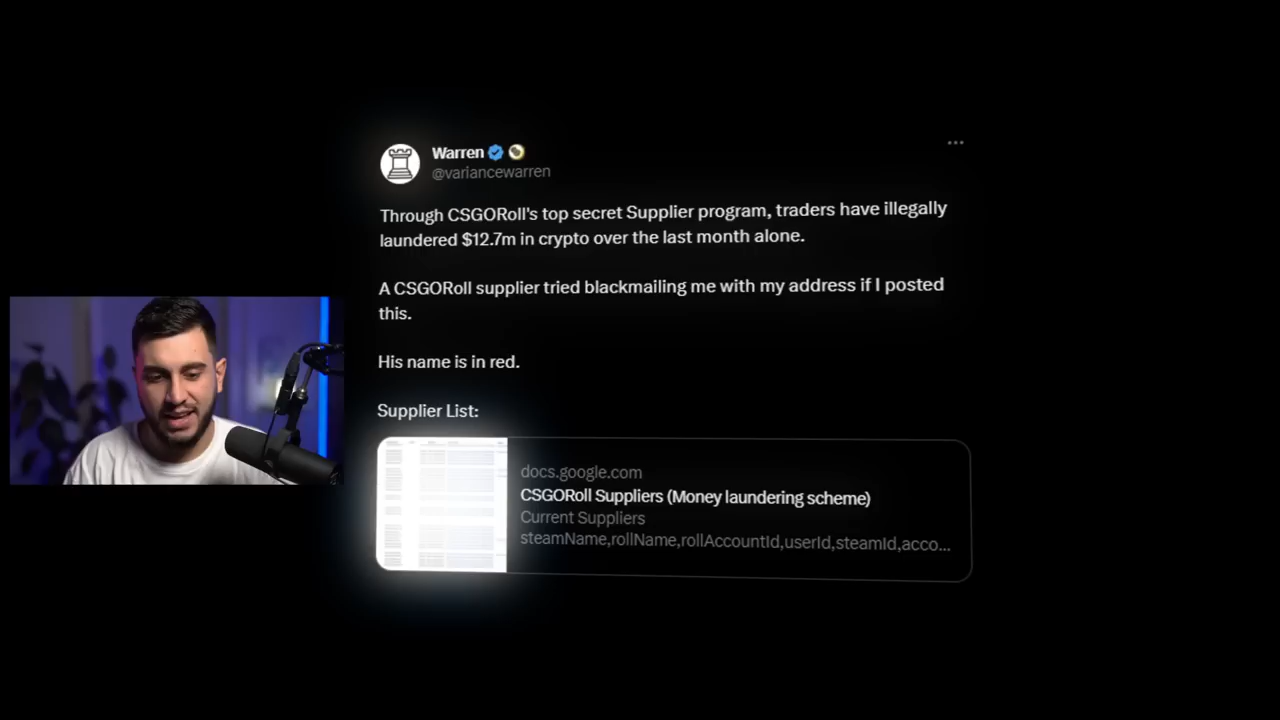 Warren
@variancewarren
Through CSGORoll's top secret Supplier program, traders have illegally
laundered $12.7m in crypto over the last month alone.
A CSGORoll supplier tried blackmailing me with my address if I posted
this.
His name is in red.
Supplier List:
docs.google.com
CSGORoll Suppliers (Money laundering scheme)
Current Suppliers
steamName,rollName,rollAccountId,userId,steamId,acco...